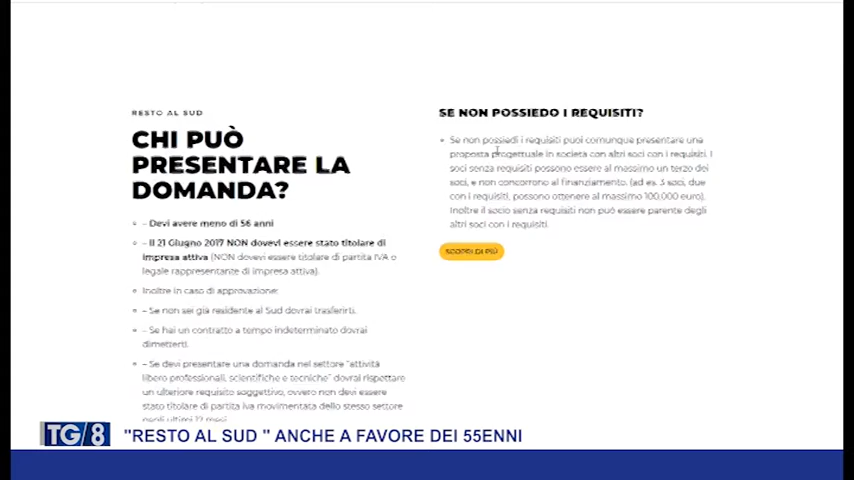 RESTO AL SUD
CHI PUÒ
PRESENTARE LA
DOMANDA?
- Devi avere meno di 56 anni
- Il 21 Giugno 2017 NON dovevi essere stato titolare di
impresa attiva (NON dovevi essere titolare di partita IVA o
legale rappresentante di impresa attiva).
Inoltre in caso di approvazione:
- Se non sei già residente al Sud dovrai trasferirti.
- Se hai un contratto a tempo indeterminato dovrai
dimetterti.
- Se devi presentare una domanda nel settore "attività
libero professionali, scientifiche e tecniche" dovrai rispettare
un ulteriore requisito soggettivo, ovvero non devi essere
stato titolare di partita iva movimentata dello stesso settore
negli ultimi 12 mesi
SE NON POSSIEDO I REQUISITI?
Se non possiedi i requisiti puoi comunque presentare una
proposta progettuale in società con altri soci con i requisiti. I
soci senza requisiti possono essere al massimo un terzo dei
soci, e non concorrono al finanziamento. (ad es. 3 soci, due
con i requisiti, possono ottenere al massimo 100,000 euro).
Inoltre il socio senza requisiti non può essere parente degli
altri soci con i requisiti.
SCOPRI DI PIÙ
TG/8
"RESTO AL SUD " ANCHE A FAVORE DEI 55ENNI